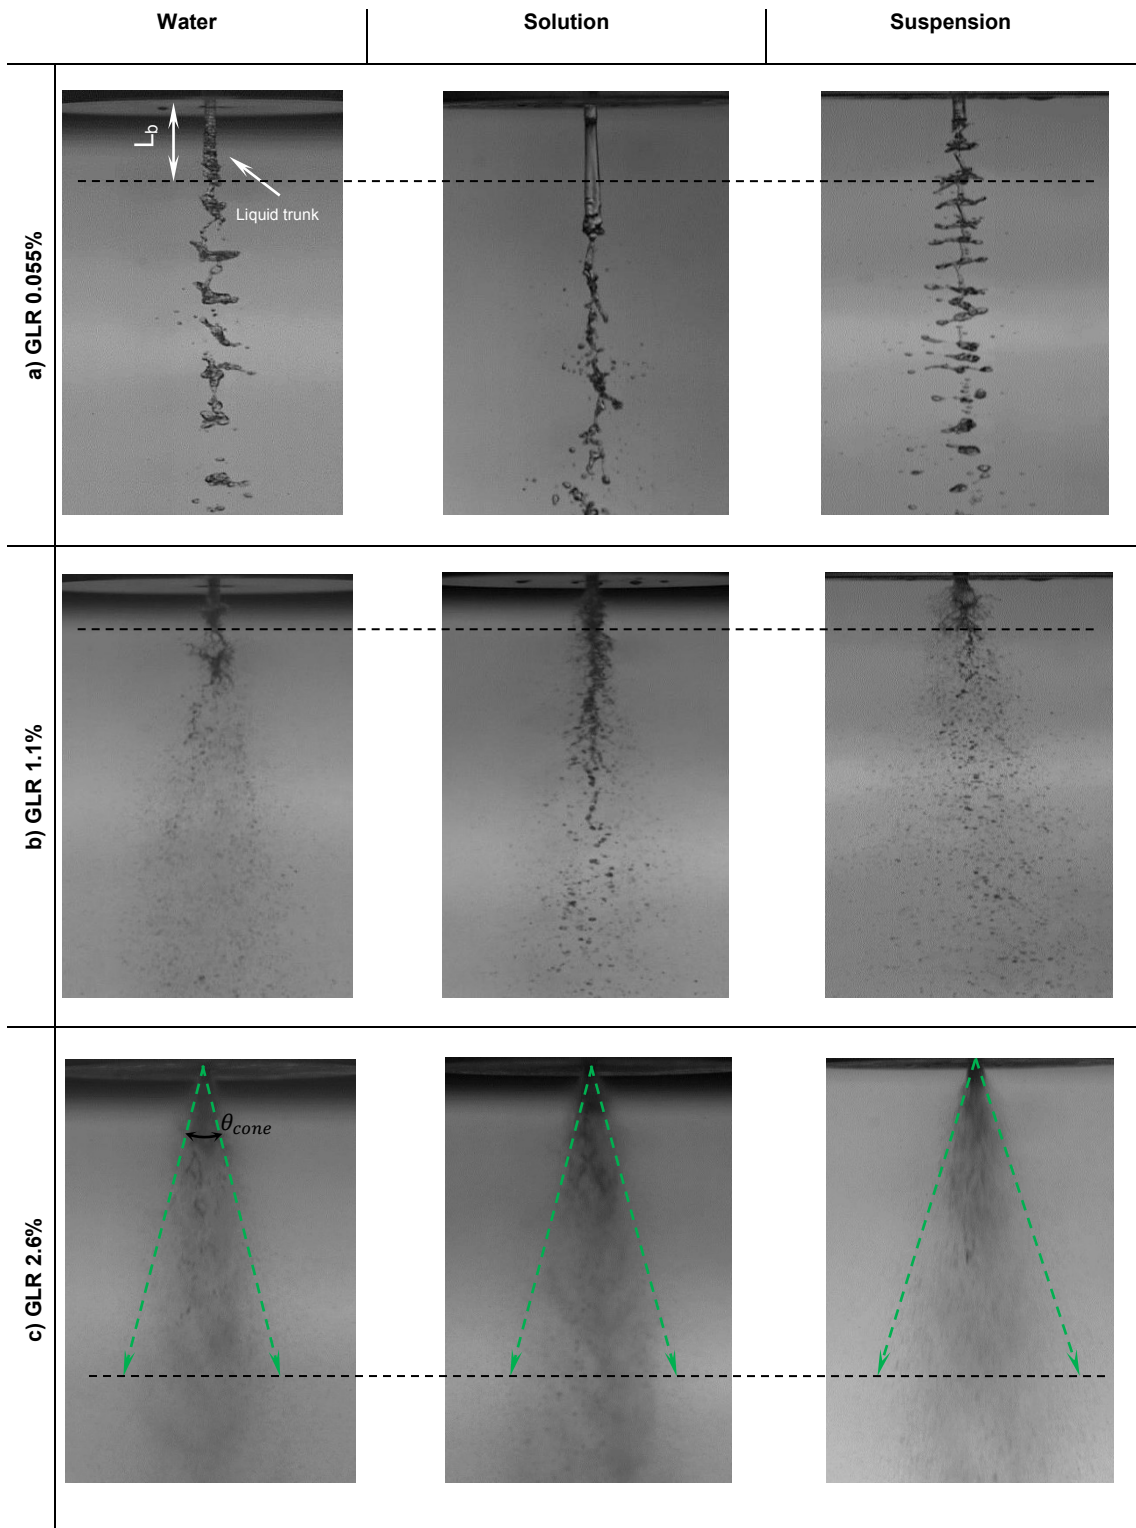 Water
Solution
Suspension
a) GLR 0.055%
L_b
Liquid trunk
b) GLR 1.1%
c) GLR 2.6%
θ_cone